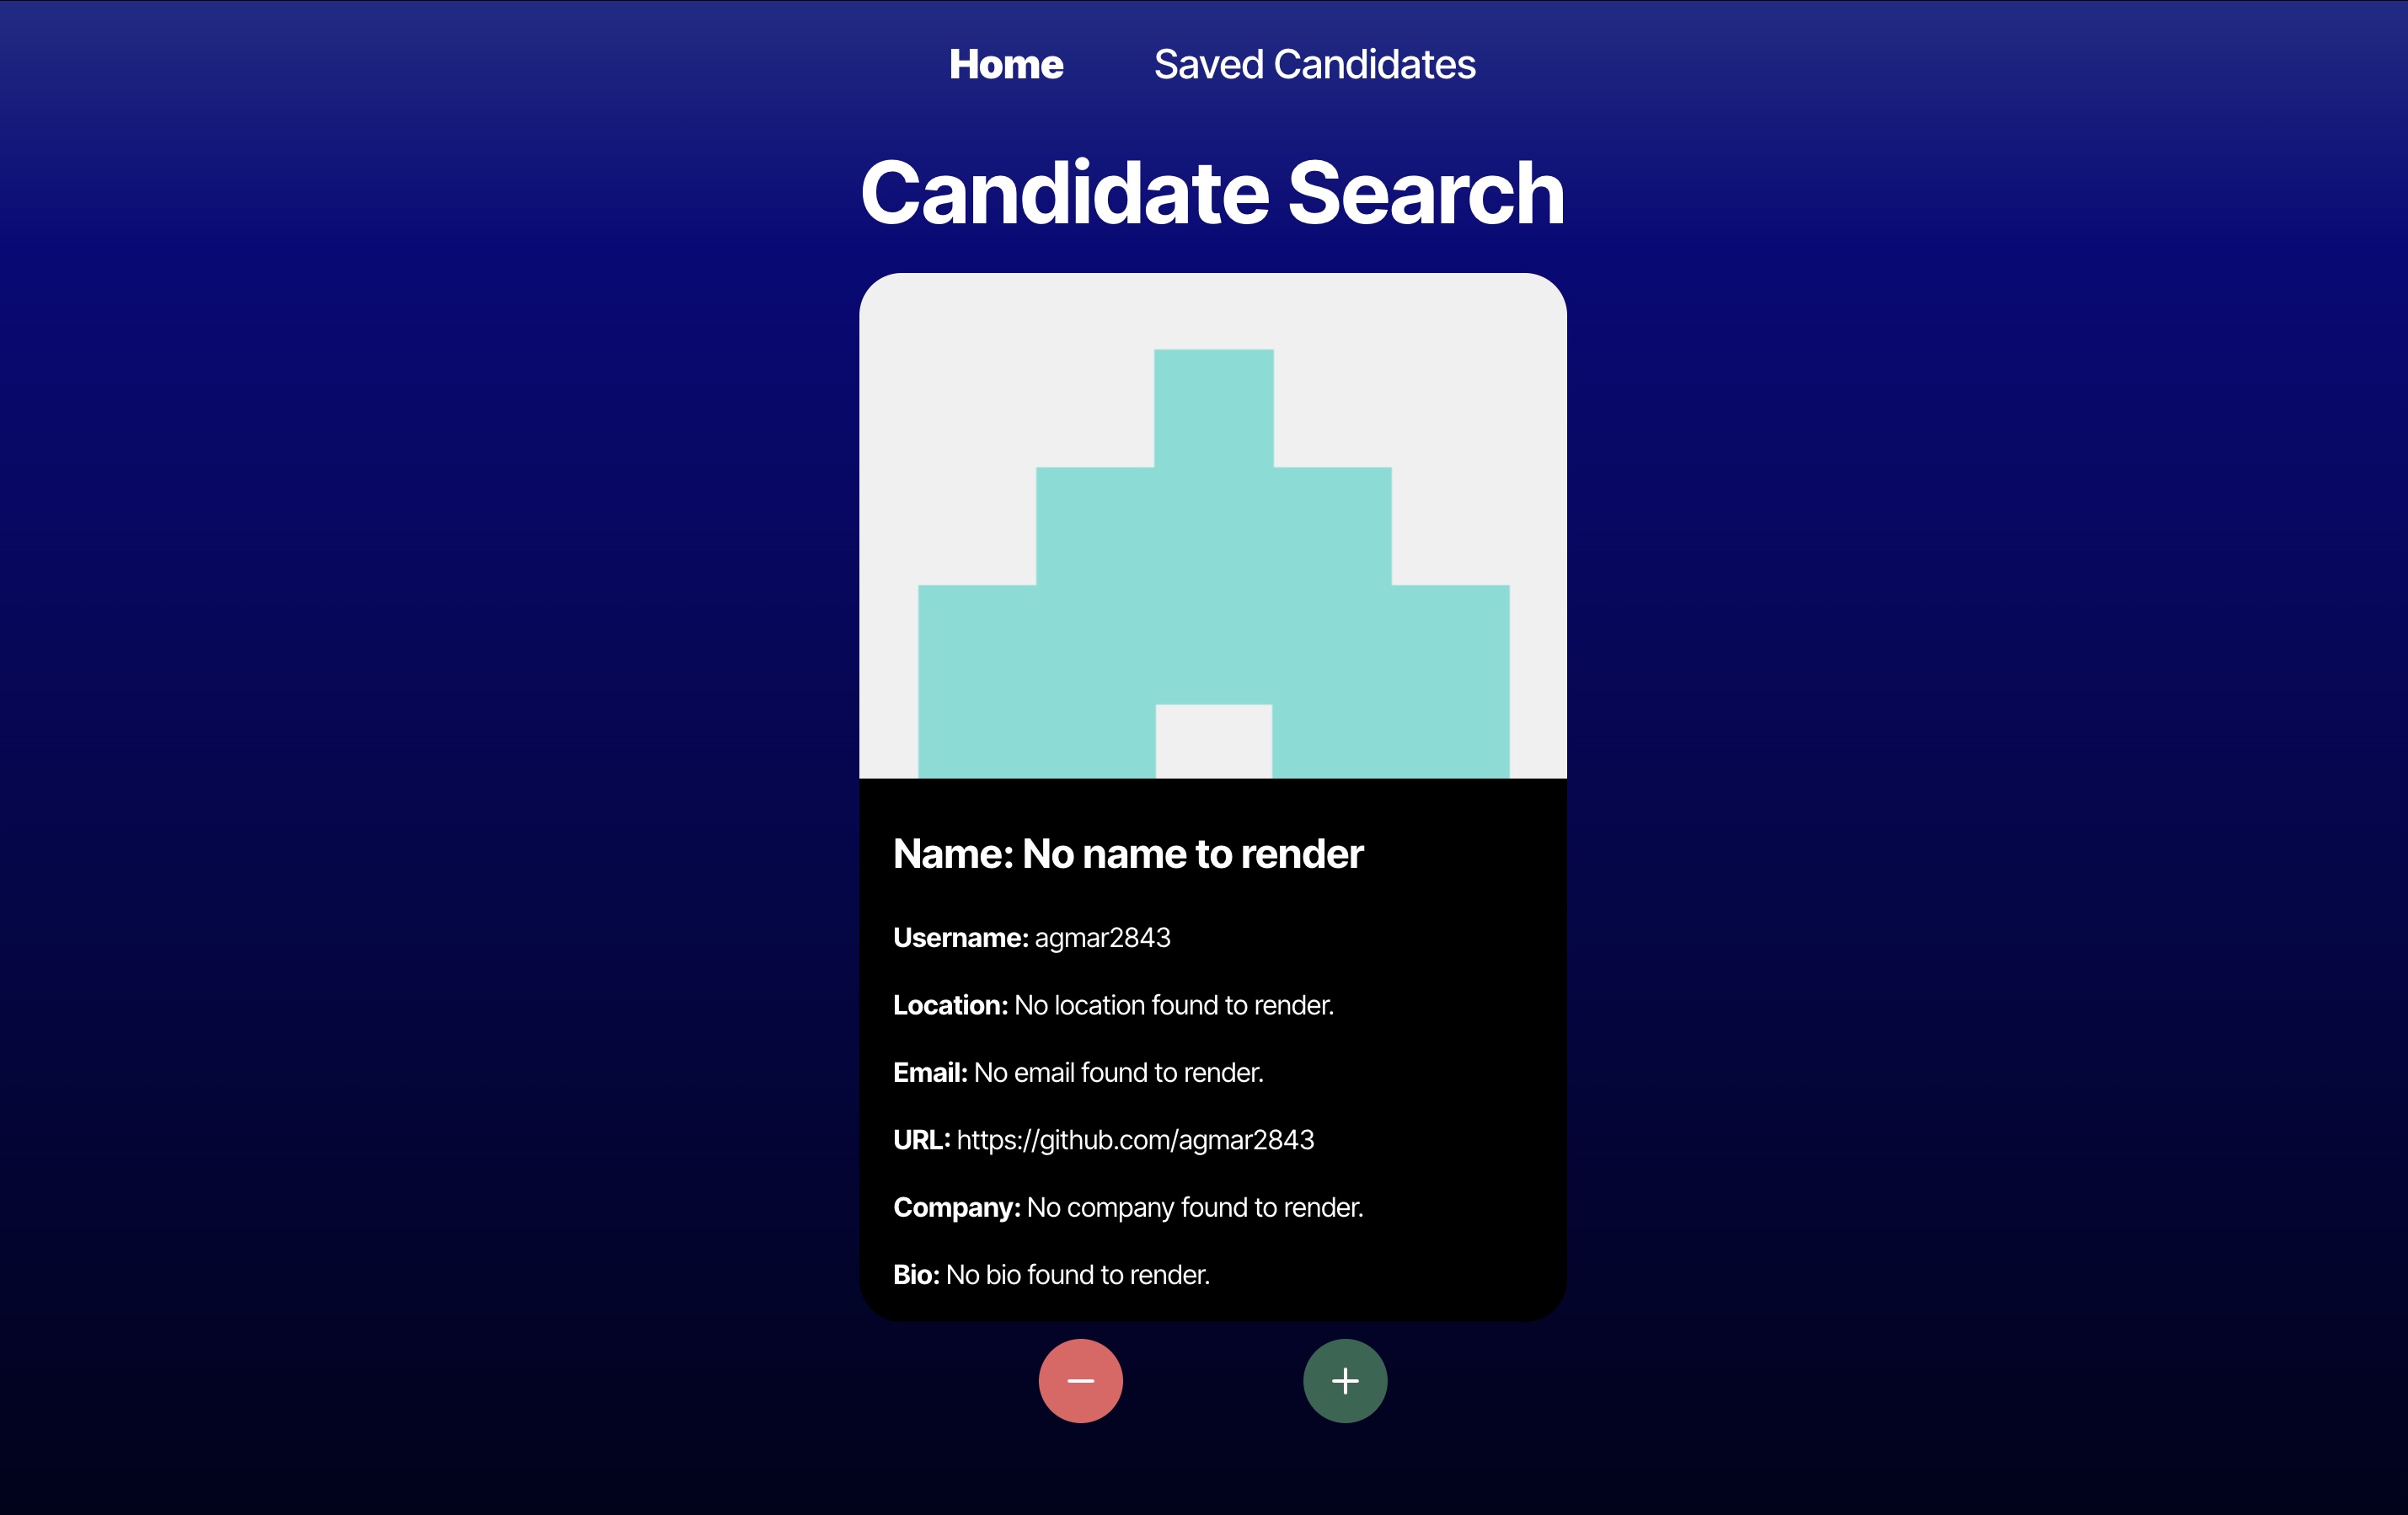 Home Saved Candidates
Candidate Search
Name: No name to render
Username: agmar2843
Location: No location found to render.
Email: No email found to render.
URL: https://github.com/agmar2843
Company: No company found to render.
Bio: No bio found to render.